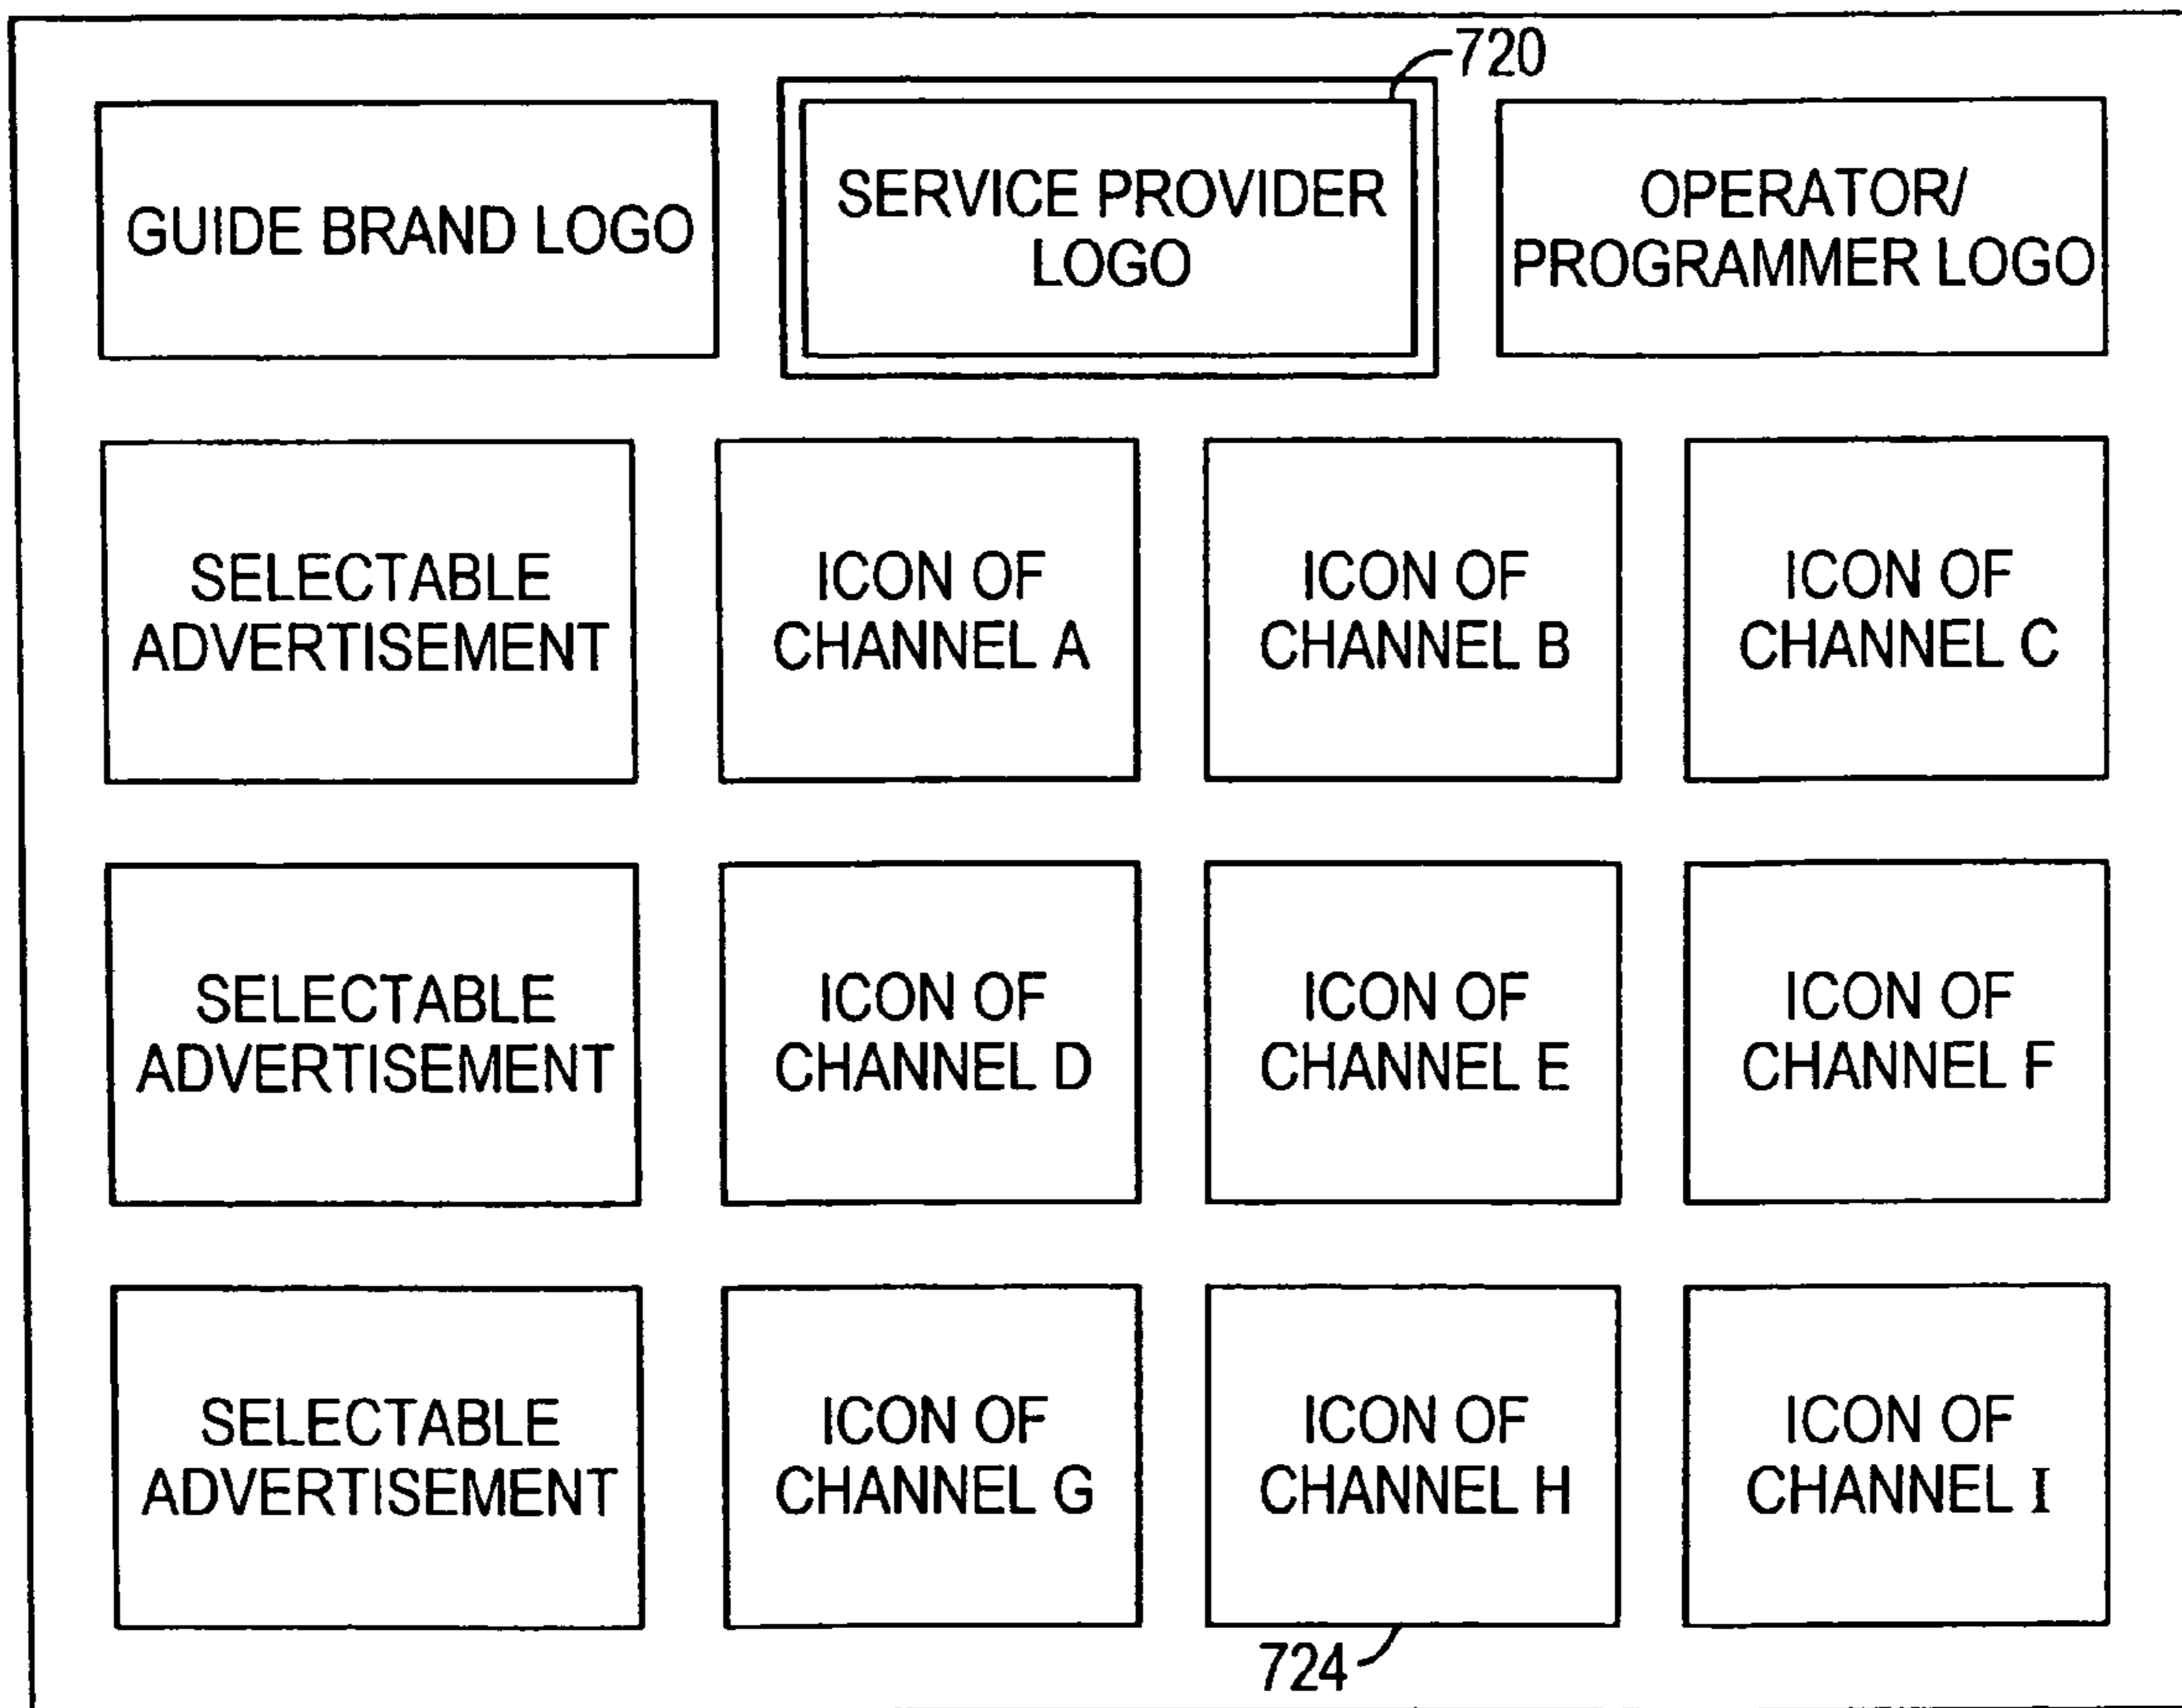 720
GUIDE BRAND LOGO
SERVICE PROVIDER
LOGO
OPERATOR/
PROGRAMMER LOGO
SELECTABLE
ADVERTISEMENT
ICON OF
CHANNEL A
ICON OF
CHANNEL B
ICON OF
CHANNEL C
SELECTABLE
ADVERTISEMENT
ICON OF
CHANNEL D
ICON OF
CHANNEL E
ICON OF
CHANNEL F
SELECTABLE
ADVERTISEMENT
ICON OF
CHANNEL G
ICON OF
CHANNEL H
ICON OF
CHANNEL I
724